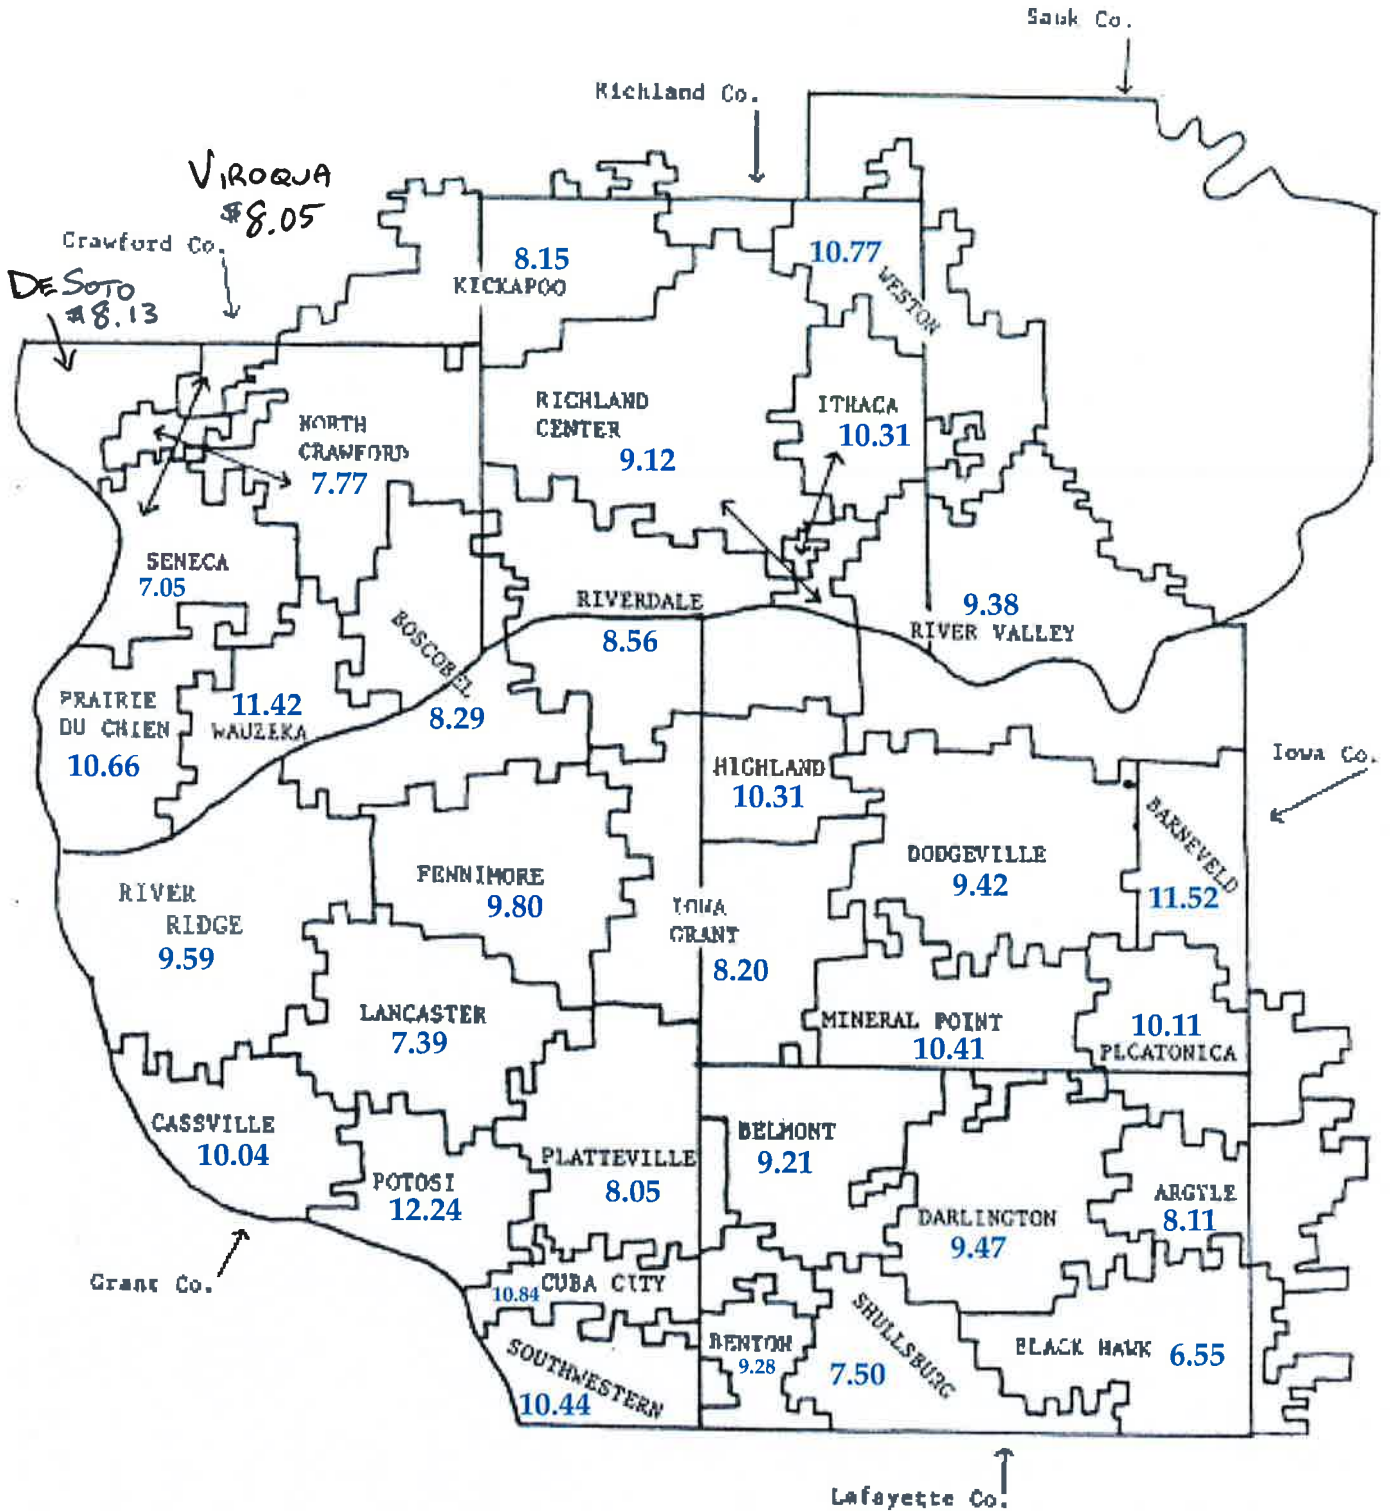 Sauk Co.
Richland Co.
VIROQUA
$8.05
Crawford Co.
DE SOTO
$8.13
8.15
KICKAPOO
10.77
WESTON
RICHLAND
CENTER
9.12
ITHACA
10.31
NORTH
CRAWFORD
7.77
SENECA
7.05
BOSCOBEL
8.29
RIVERDALE
8.56
9.38
RIVER VALLEY
PRAIRIE
DU CHIEN
10.66
11.42
WAUZEKA
HIGHLAND
10.31
Iowa Co.
BARNEVELD
11.52
DODGEVILLE
9.42
FENNIMORE
9.80
RIVER
RIDGE
9.59
IOWA
GRANT
8.20
LANCASTER
7.39
MINERAL POINT
10.41
10.11
PLCATONICA
CASSVILLE
10.04
POTOSI
12.24
PLATTEVILLE
8.05
BELMONT
9.21
DARLINGTON
9.47
ARGYLE
8.11
Grant Co.
10.84 CUBA CITY
SOUTHWESTERN
10.44
BENTON
9.28
SHULLSBURG
7.50
BLACK HAWK 6.55
Lafayette Co.